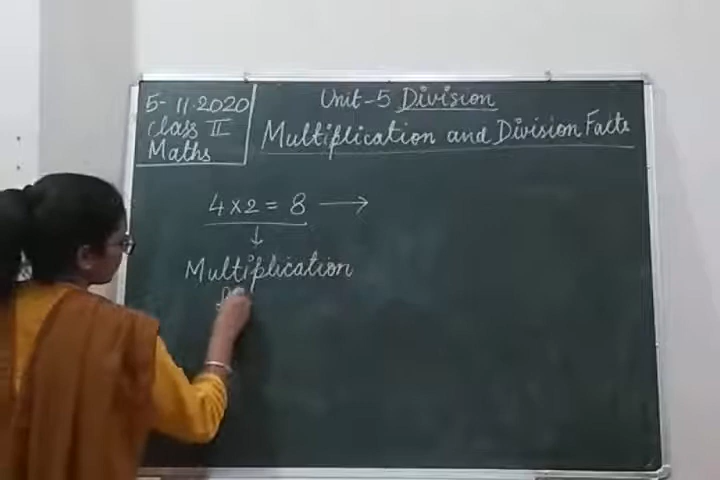 5-11-2020
class II
Maths
Unit-5 Division
Multiplication and Division Facts
4×2 = 8 →
↓
Multiplication